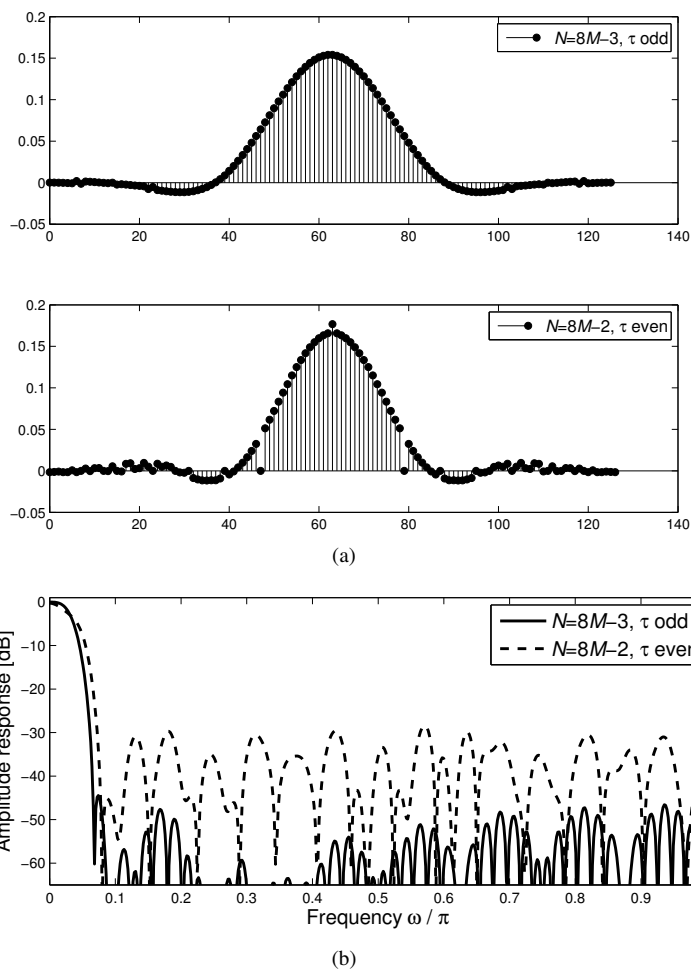 0.2
0.15
0.1
0.05
0
−0.05
0 20 40 60 80 100 120 140
N=8M−3, τ odd
0.2
0.15
0.1
0.05
0
−0.05
0 20 40 60 80 100 120 140
N=8M−2, τ even
(a)
Amplitude response [dB]
0
−10
−20
−30
−40
−50
−60
0 0.1 0.2 0.3 0.4 0.5 0.6 0.7 0.8 0.9
N=8M−3, τ odd
N=8M−2, τ even
Frequency ω / π
(b)